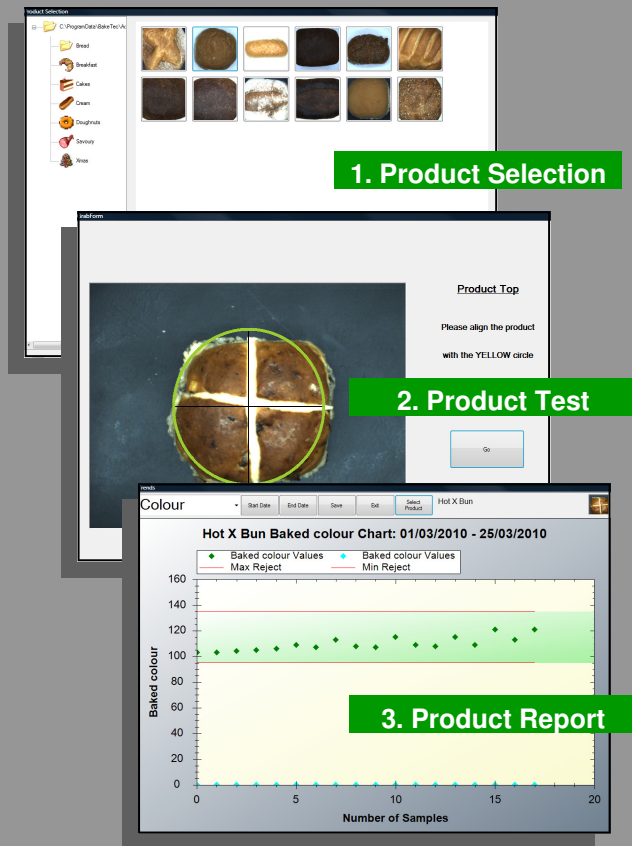 roduct Selection
C:\ProgramData\BakeTec\Ac
Bread
Breakfast
Cakes
Cream
Doughnuts
Savoury
Xmas
1. Product Selection
irabform
Product Top
Please align the product
with the YELLOW circle
2. Product Test
Go
rends
Colour
Start Date
End Date
Save
Exit
Select
Product
Hot X Bun
Hot X Bun Baked colour Chart: 01/03/2010 - 25/03/2010
Baked colour Values Baked colour Values
Max Reject Min Reject
160
140
120
100
80
60
40
20
0
Baked colour
3. Product Report
0 5 10 15 20
Number of Samples